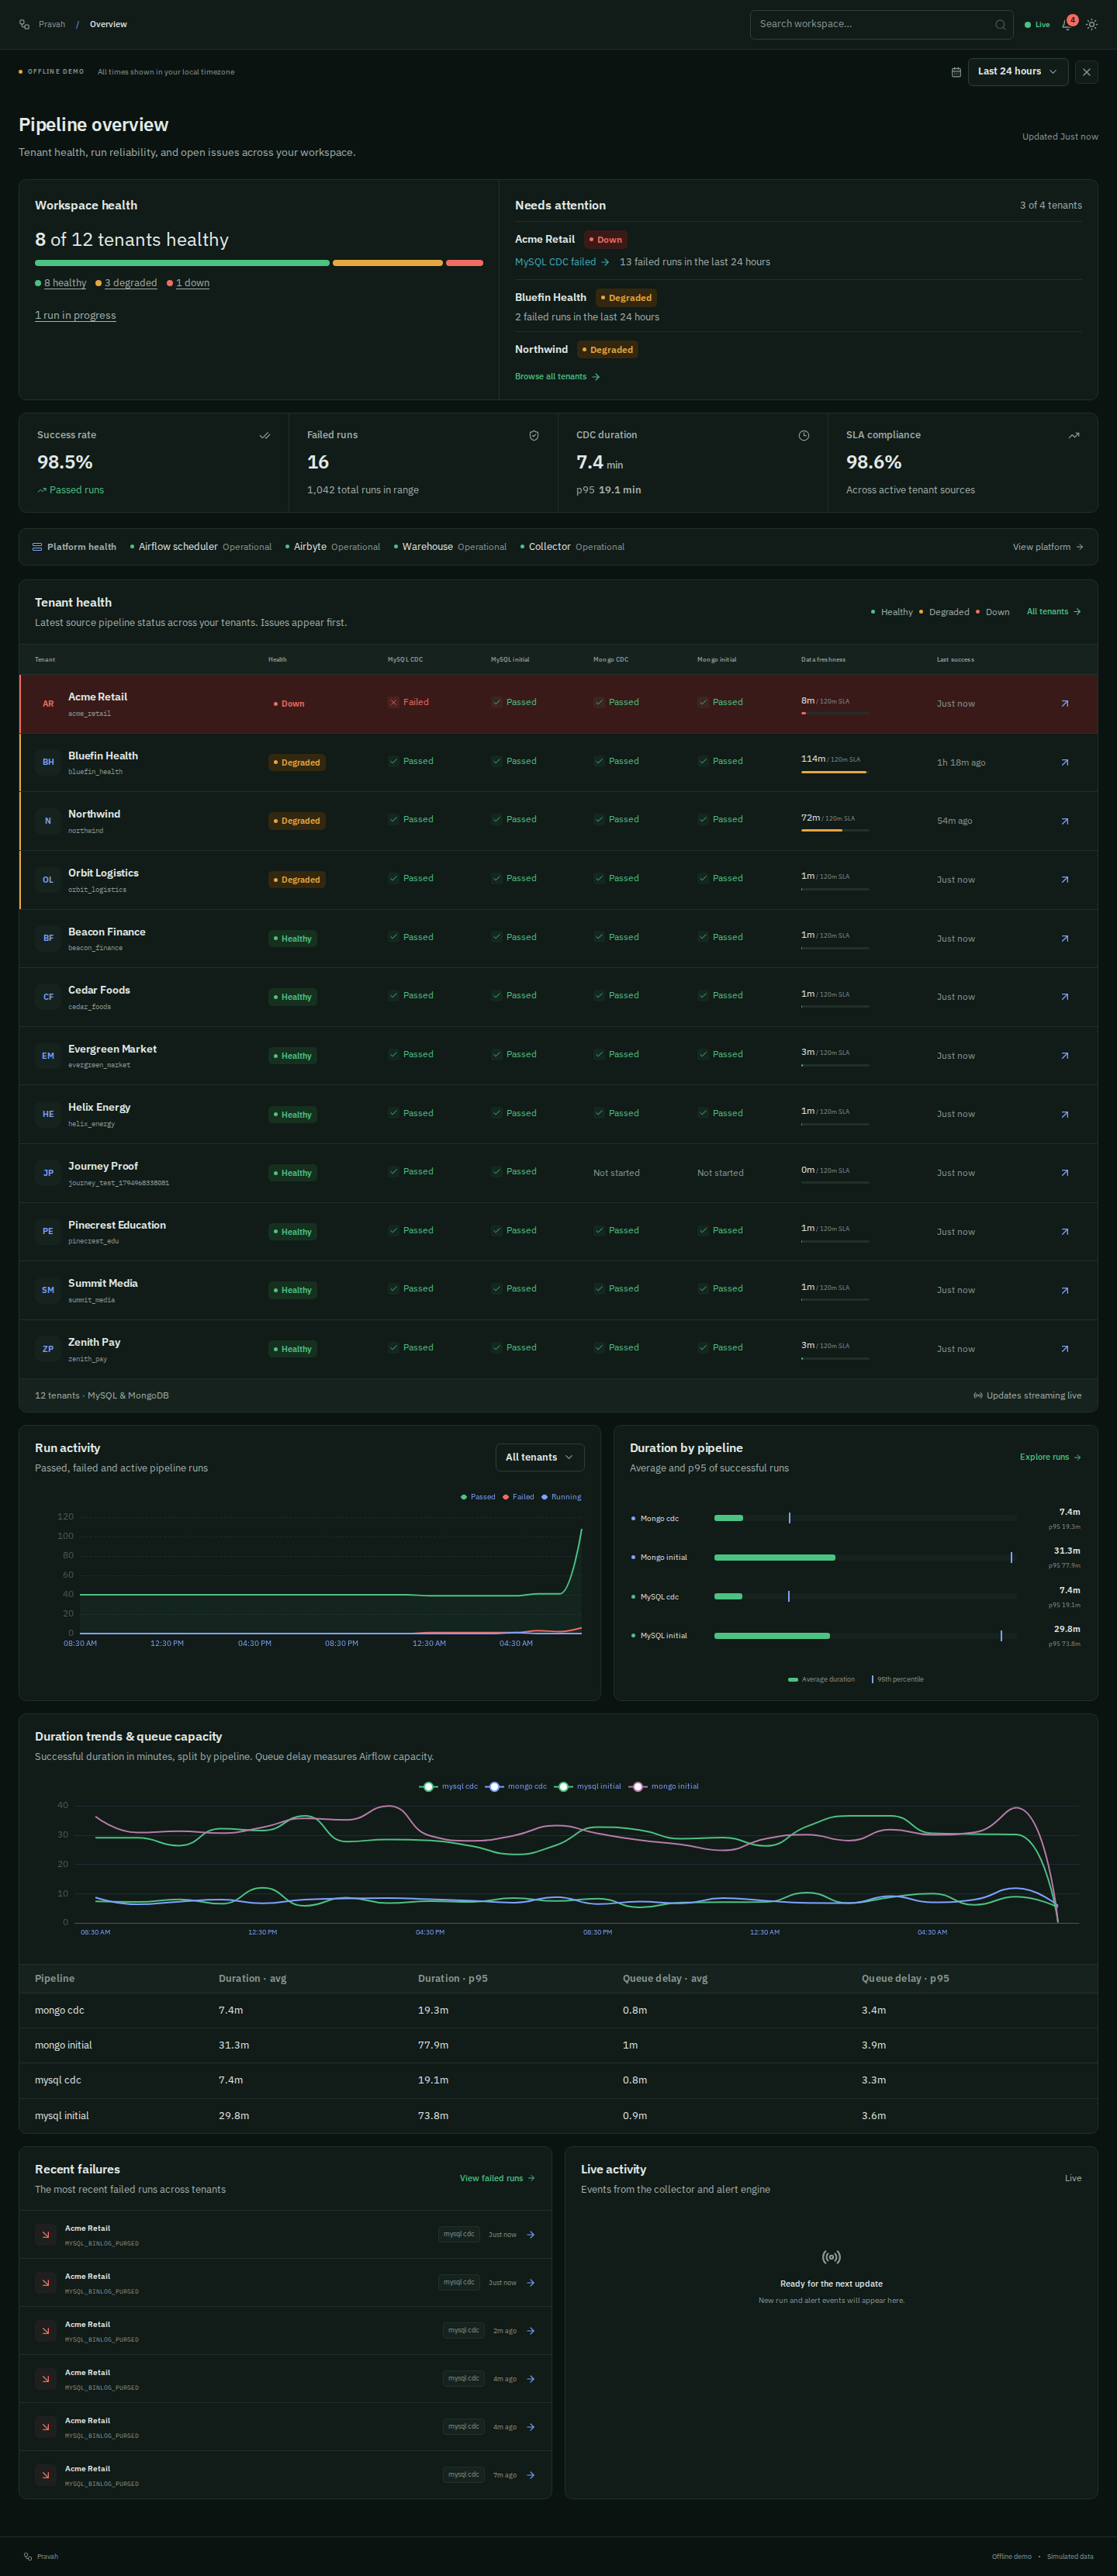 Pravah / Overview
Search workspace...
Live
4
OFFLINE DEMO All times shown in your local timezone
Last 24 hours
Pipeline overview
Updated Just now
Tenant health, run reliability, and open issues across your workspace.
Workspace health
8 of 12 tenants healthy
8 healthy 3 degraded 1 down
1 run in progress
Needs attention 3 of 4 tenants
Acme Retail Down
MySQL CDC failed → 13 failed runs in the last 24 hours
Bluefin Health Degraded
2 failed runs in the last 24 hours
Northwind Degraded
Browse all tenants →
Success rate
98.5%
Passed runs
Failed runs
16
1,042 total runs in range
CDC duration
7.4 min
p95 19.1 min
SLA compliance
98.6%
Across active tenant sources
Platform health Airflow scheduler Operational Airbyte Operational Warehouse Operational Collector Operational View platform →
Tenant health
Latest source pipeline status across your tenants. Issues appear first.
Healthy Degraded Down All tenants →
Tenant Health MySQL CDC MySQL initial Mongo CDC Mongo initial Data freshness Last success
AR Acme Retail acme_retail Down Failed Passed Passed Passed 8m / 120m SLA Just now
BH Bluefin Health bluefin_health Degraded Passed Passed Passed Passed 114m / 120m SLA 1h 18m ago
N Northwind northwind Degraded Passed Passed Passed Passed 72m / 120m SLA 54m ago
OL Orbit Logistics orbit_logistics Degraded Passed Passed Passed Passed 1m / 120m SLA Just now
BF Beacon Finance beacon_finance Healthy Passed Passed Passed Passed 1m / 120m SLA Just now
CF Cedar Foods cedar_foods Healthy Passed Passed Passed Passed 1m / 120m SLA Just now
EM Evergreen Market evergreen_market Healthy Passed Passed Passed Passed 3m / 120m SLA Just now
HE Helix Energy helix_energy Healthy Passed Passed Passed Passed 1m / 120m SLA Just now
JP Journey Proof journey_test_1794968338081 Healthy Passed Passed Not started Not started 0m / 120m SLA Just now
PE Pinecrest Education pinecrest_edu Healthy Passed Passed Passed Passed 1m / 120m SLA Just now
SM Summit Media summit_media Healthy Passed Passed Passed Passed 1m / 120m SLA Just now
ZP Zenith Pay zenith_pay Healthy Passed Passed Passed Passed 3m / 120m SLA Just now
12 tenants · MySQL & MongoDB Updates streaming live
Run activity
Passed, failed and active pipeline runs
All tenants
Passed Failed Running
120
100
80
60
40
20
0
08:30 AM 12:30 PM 04:30 PM 08:30 PM 12:30 AM 04:30 AM
Duration by pipeline
Average and p95 of successful runs
Explore runs →
Mongo cdc 7.4m
p95 19.3m
Mongo initial 31.3m
p95 77.9m
MySQL cdc 7.4m
p95 19.1m
MySQL initial 29.8m
p95 73.8m
Average duration 95th percentile
Duration trends & queue capacity
Successful duration in minutes, split by pipeline. Queue delay measures Airflow capacity.
mysql cdc mongo cdc mysql initial mongo initial
40
30
20
10
0
08:30 AM 12:30 PM 04:30 PM 08:30 PM 12:30 AM 04:30 AM
Pipeline Duration · avg Duration · p95 Queue delay · avg Queue delay · p95
mongo cdc 7.4m 19.3m 0.8m 3.4m
mongo initial 31.3m 77.9m 1m 3.9m
mysql cdc 7.4m 19.1m 0.8m 3.3m
mysql initial 29.8m 73.8m 0.9m 3.6m
Recent failures
The most recent failed runs across tenants
View failed runs →
Acme Retail mysql cdc Just now
MYSQL_BINLOG_PURGED
Acme Retail mysql cdc Just now
MYSQL_BINLOG_PURGED
Acme Retail mysql cdc 2m ago
MYSQL_BINLOG_PURGED
Acme Retail mysql cdc 4m ago
MYSQL_BINLOG_PURGED
Acme Retail mysql cdc 4m ago
MYSQL_BINLOG_PURGED
Acme Retail mysql cdc 7m ago
MYSQL_BINLOG_PURGED
Live activity
Events from the collector and alert engine
Live
Ready for the next update
New run and alert events will appear here.
Pravah
Offline demo • Simulated data